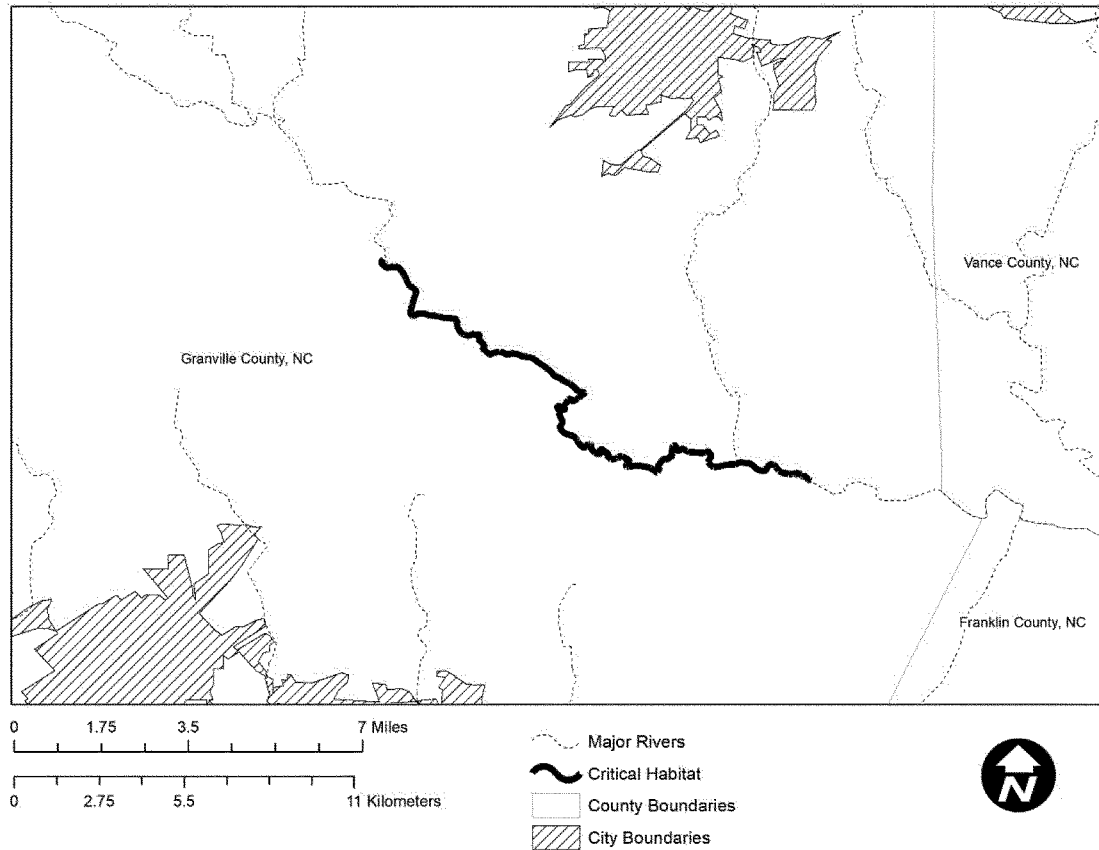 Vance County, NC
Granville County, NC
Franklin County, NC
0 1.75 3.5 7 Miles
0 2.75 5.5 11 Kilometers
Major Rivers
Critical Habitat
County Boundaries
City Boundaries
N